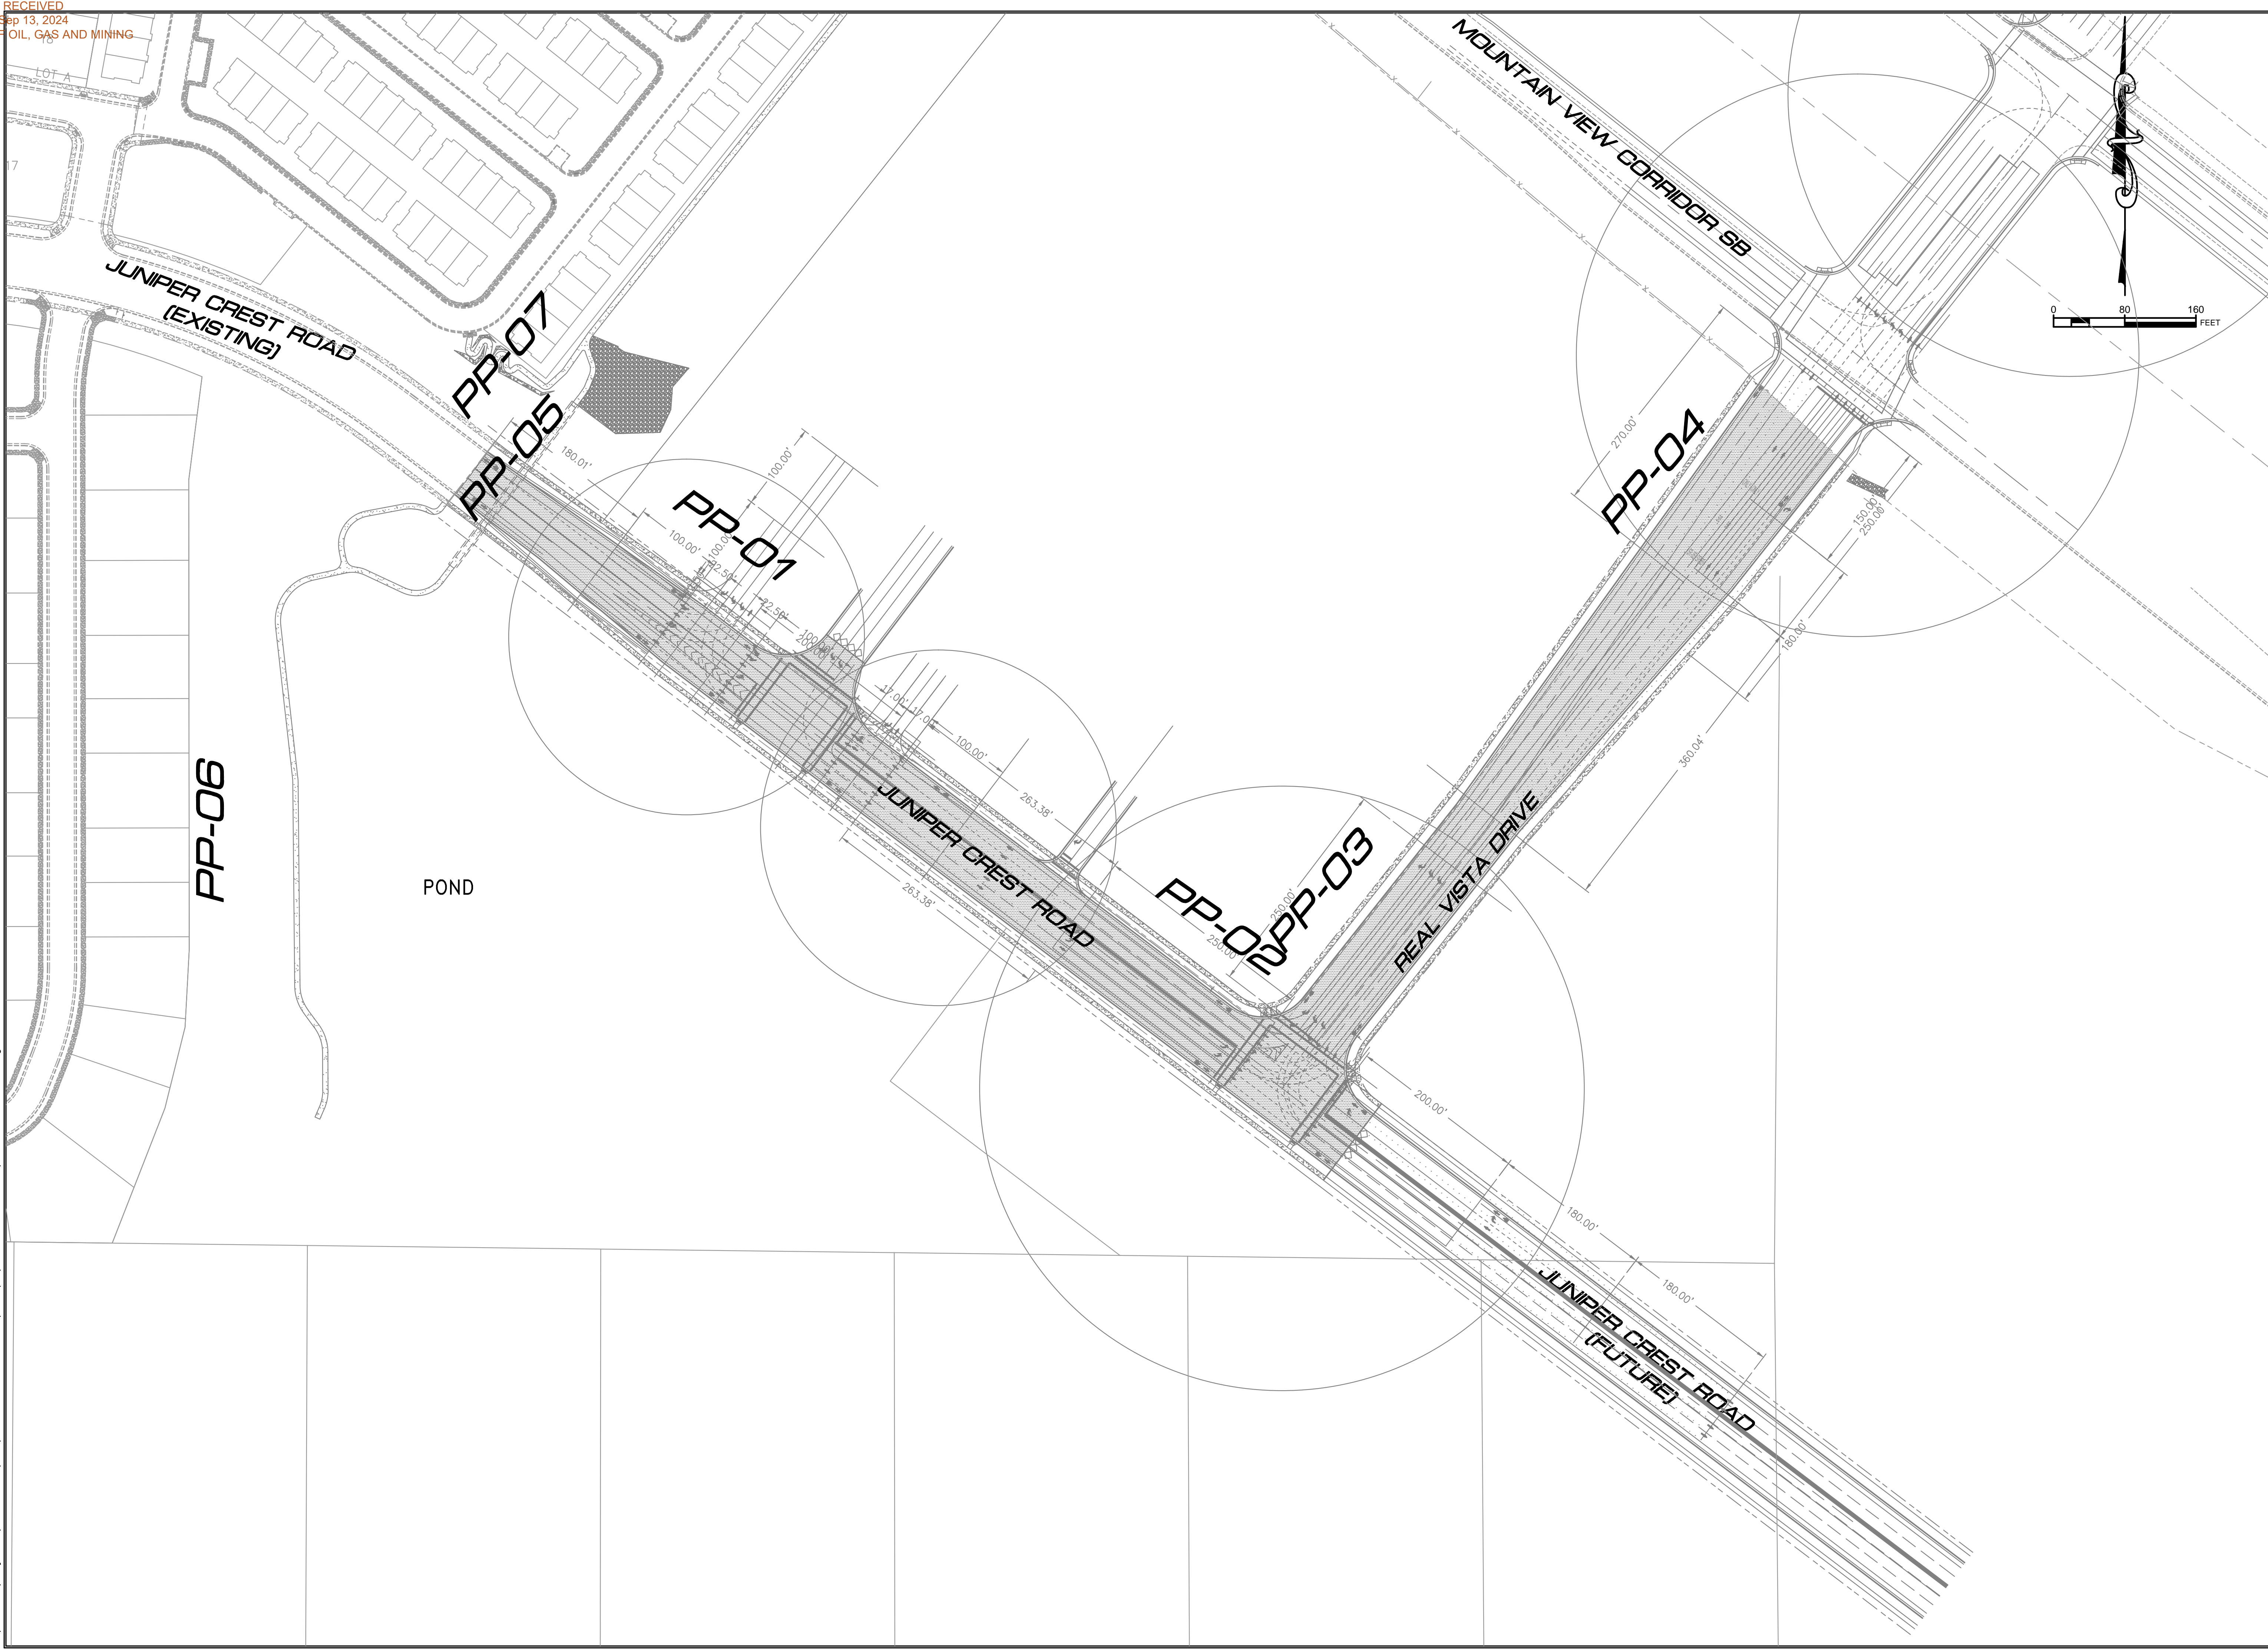 RECEIVED
Sep 13, 2024
OIL, GAS AND MINING
18
LOT A
17
MOUNTAIN VIEW CORRIDOR SB
0 80 160
FEET
JUNIPER CREST ROAD
(EXISTING)
PP-07
PP-05
PP-04
270.00'
180.01'
100.00'
PP-01
100.00'
100.00'
22.50'
22.50'
200.00'
150.00'
250.00'
180.00'
17.00'
100.00'
263.38'
360.04'
PP-06
POND
JUNIPER CREST ROAD
263.38'
PP-02
PP-03
250.00'
250.00'
REAL VISTA DRIVE
200.00'
180.00'
180.00'
JUNIPER CREST ROAD
(FUTURE)